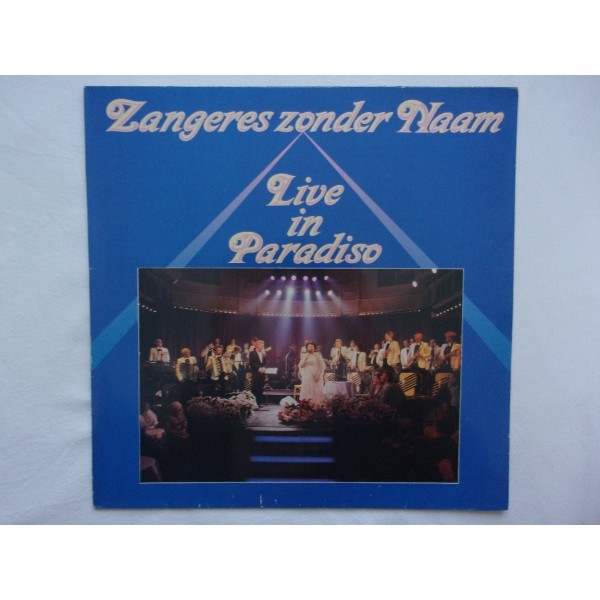 Zangeres zonder Naam
Live
in
Paradiso